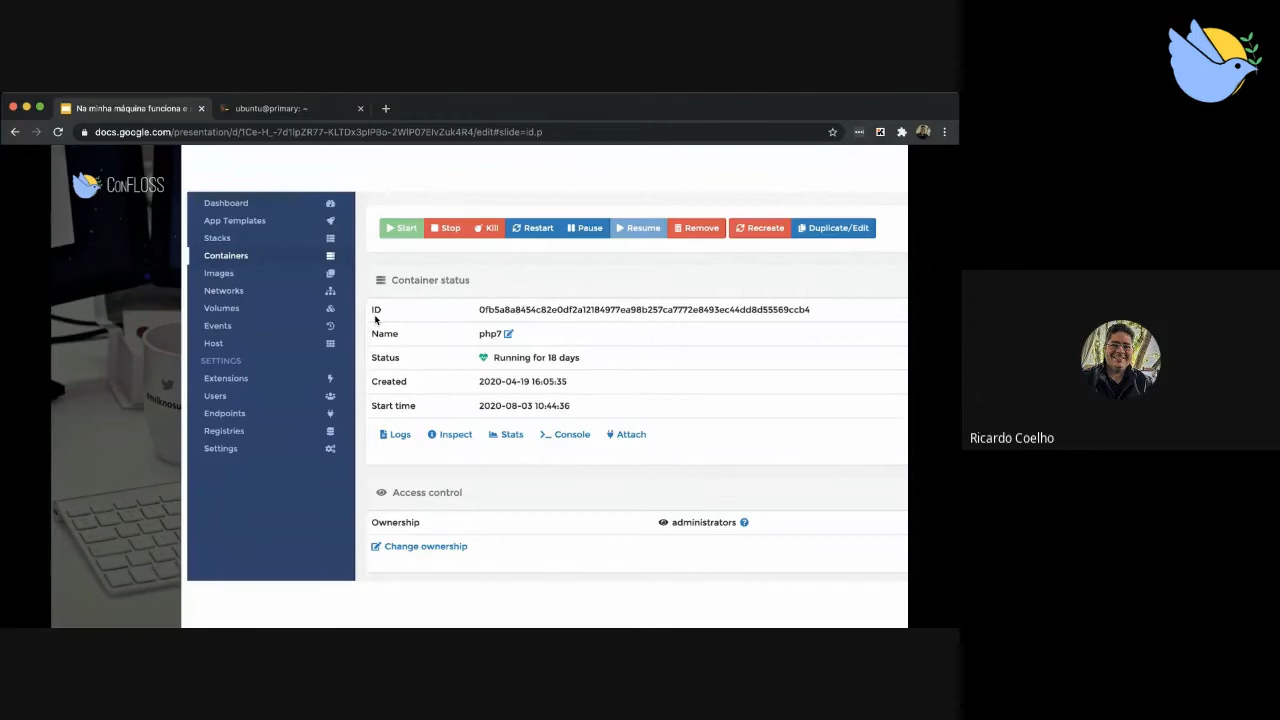 Na minha máquina funciona e
ubuntu@primary: ~
docs.google.com/presentation/d/1Ce-H_-7d1lpZR77-KLTDx3pIPBo-2WlP07EIvZuk4R4/edit#slide=id.p
ConFLOSS
Dashboard
App Templates
Stacks
Containers
Images
Networks
Volumes
Events
Host
SETTINGS
Extensions
Users
Endpoints
Registries
Settings
Start Stop Kill Restart Pause Resume Remove Recreate Duplicate/Edit
Container status
ID 0fb5a8a8454c82e0df2a12184977ea98b257ca7772e8493ec44dd8d55569ccb4
Name php7
Status Running for 18 days
Created 2020-04-19 16:05:35
Start time 2020-08-03 10:44:36
Logs Inspect Stats >_ Console Attach
Access control
Ownership administrators
Change ownership
Ricardo Coelho